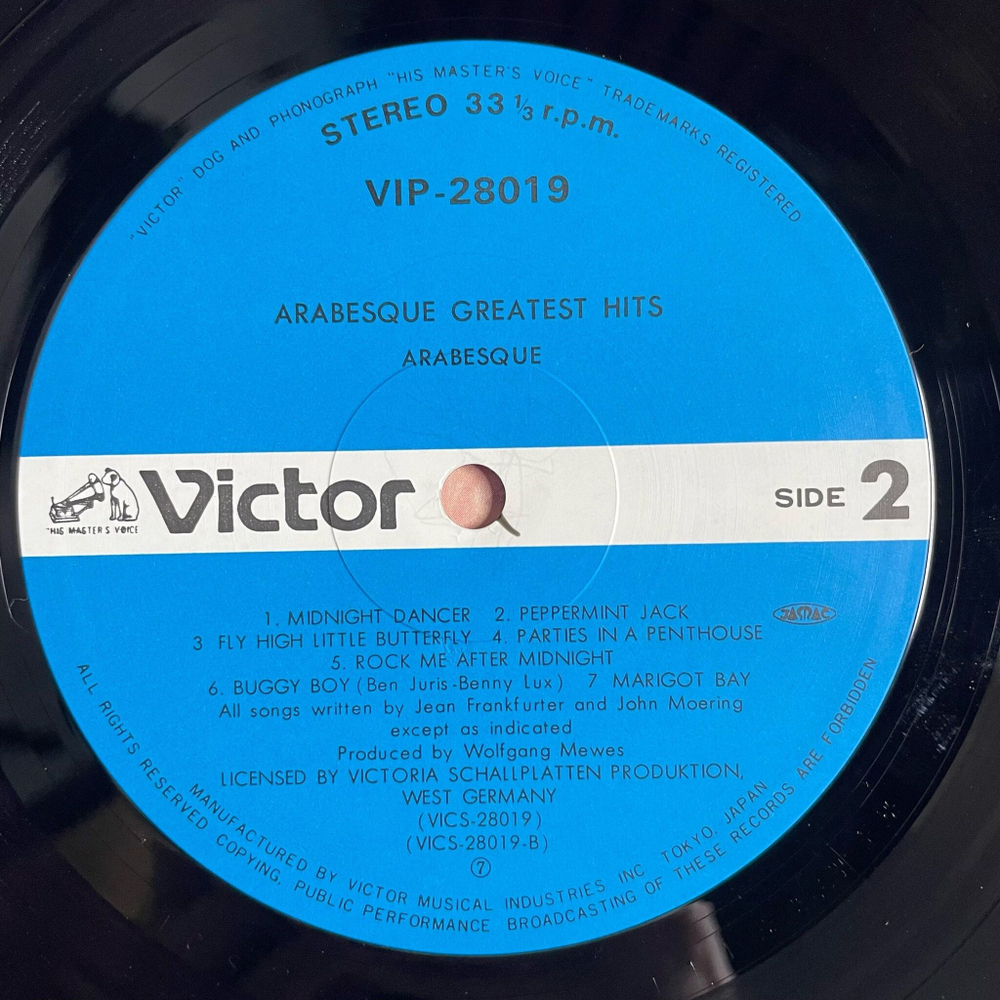 "VICTOR" DOG AND PHONOGRAPH "HIS MASTER'S VOICE" TRADEMARKS REGISTERED
STEREO 33 1/3 r.p.m.
VIP-28019
ARABESQUE GREATEST HITS
ARABESQUE
"HIS MASTER'S VOICE"
Victor
SIDE 2
1. MIDNIGHT DANCER 2. PEPPERMINT JACK
JASRAC
3 FLY HIGH LITTLE BUTTERFLY 4. PARTIES IN A PENTHOUSE
5. ROCK ME AFTER MIDNIGHT
6. BUGGY BOY (Ben Juris-Benny Lux) 7 MARIGOT BAY
All songs written by Jean Frankfurter and John Moering
except as indicated
Produced by Wolfgang Mewes
LICENSED BY VICTORIA SCHALLPLATTEN PRODUKTION,
WEST GERMANY
(VICS-28019)
(VICS-28019-B)
⑦
MANUFACTURED BY VICTOR MUSICAL INDUSTRIES INC TOKYO, JAPAN
ALL RIGHTS RESERVED COPYING, PUBLIC PERFORMANCE BROADCASTING OF THESE RECORDS ARE FORBIDDEN